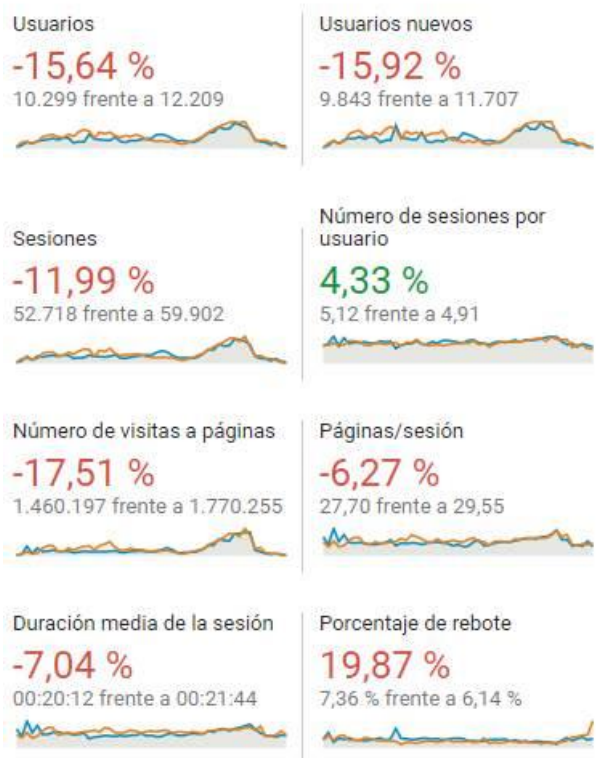 Usuarios
-15,64 %
10.299 frente a 12.209
Usuarios nuevos
-15,92 %
9.843 frente a 11.707
Sesiones
-11,99 %
52.718 frente a 59.902
Número de sesiones por
usuario
4,33 %
5,12 frente a 4,91
Número de visitas a páginas
-17,51 %
1.460.197 frente a 1.770.255
Páginas/sesión
-6,27 %
27,70 frente a 29,55
Duración media de la sesión
-7,04 %
00:20:12 frente a 00:21:44
Porcentaje de rebote
19,87 %
7,36 % frente a 6,14 %